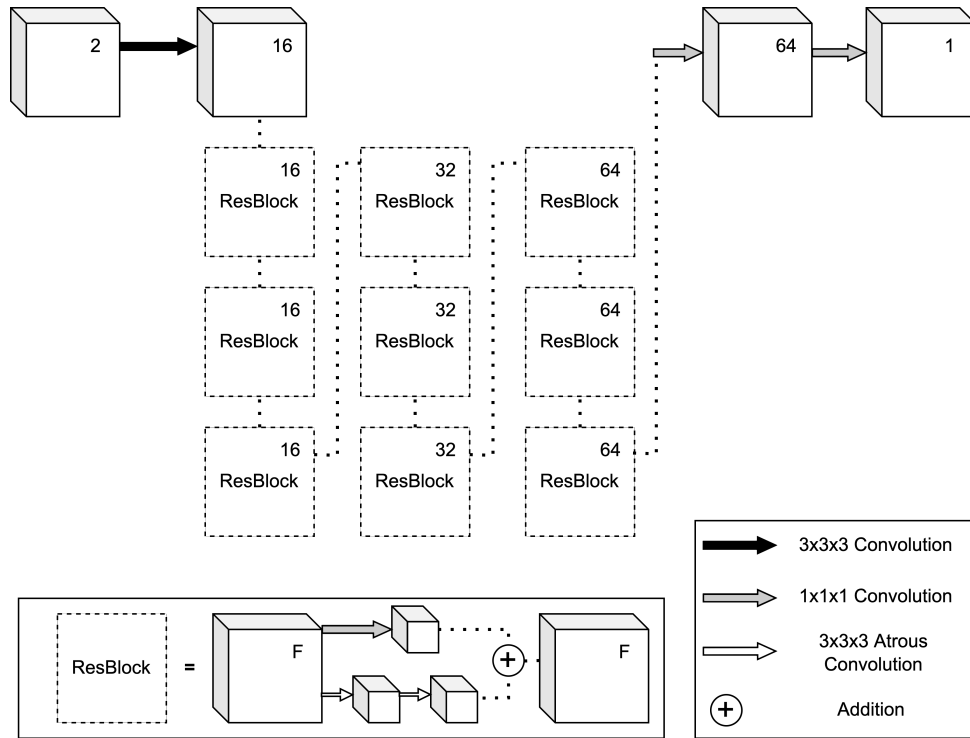 2
16
64
1
16
ResBlock
32
ResBlock
64
ResBlock
16
ResBlock
32
ResBlock
64
ResBlock
16
ResBlock
32
ResBlock
64
ResBlock
3x3x3 Convolution
1x1x1 Convolution
3x3x3 Atrous
Convolution
+ Addition
ResBlock = F + F